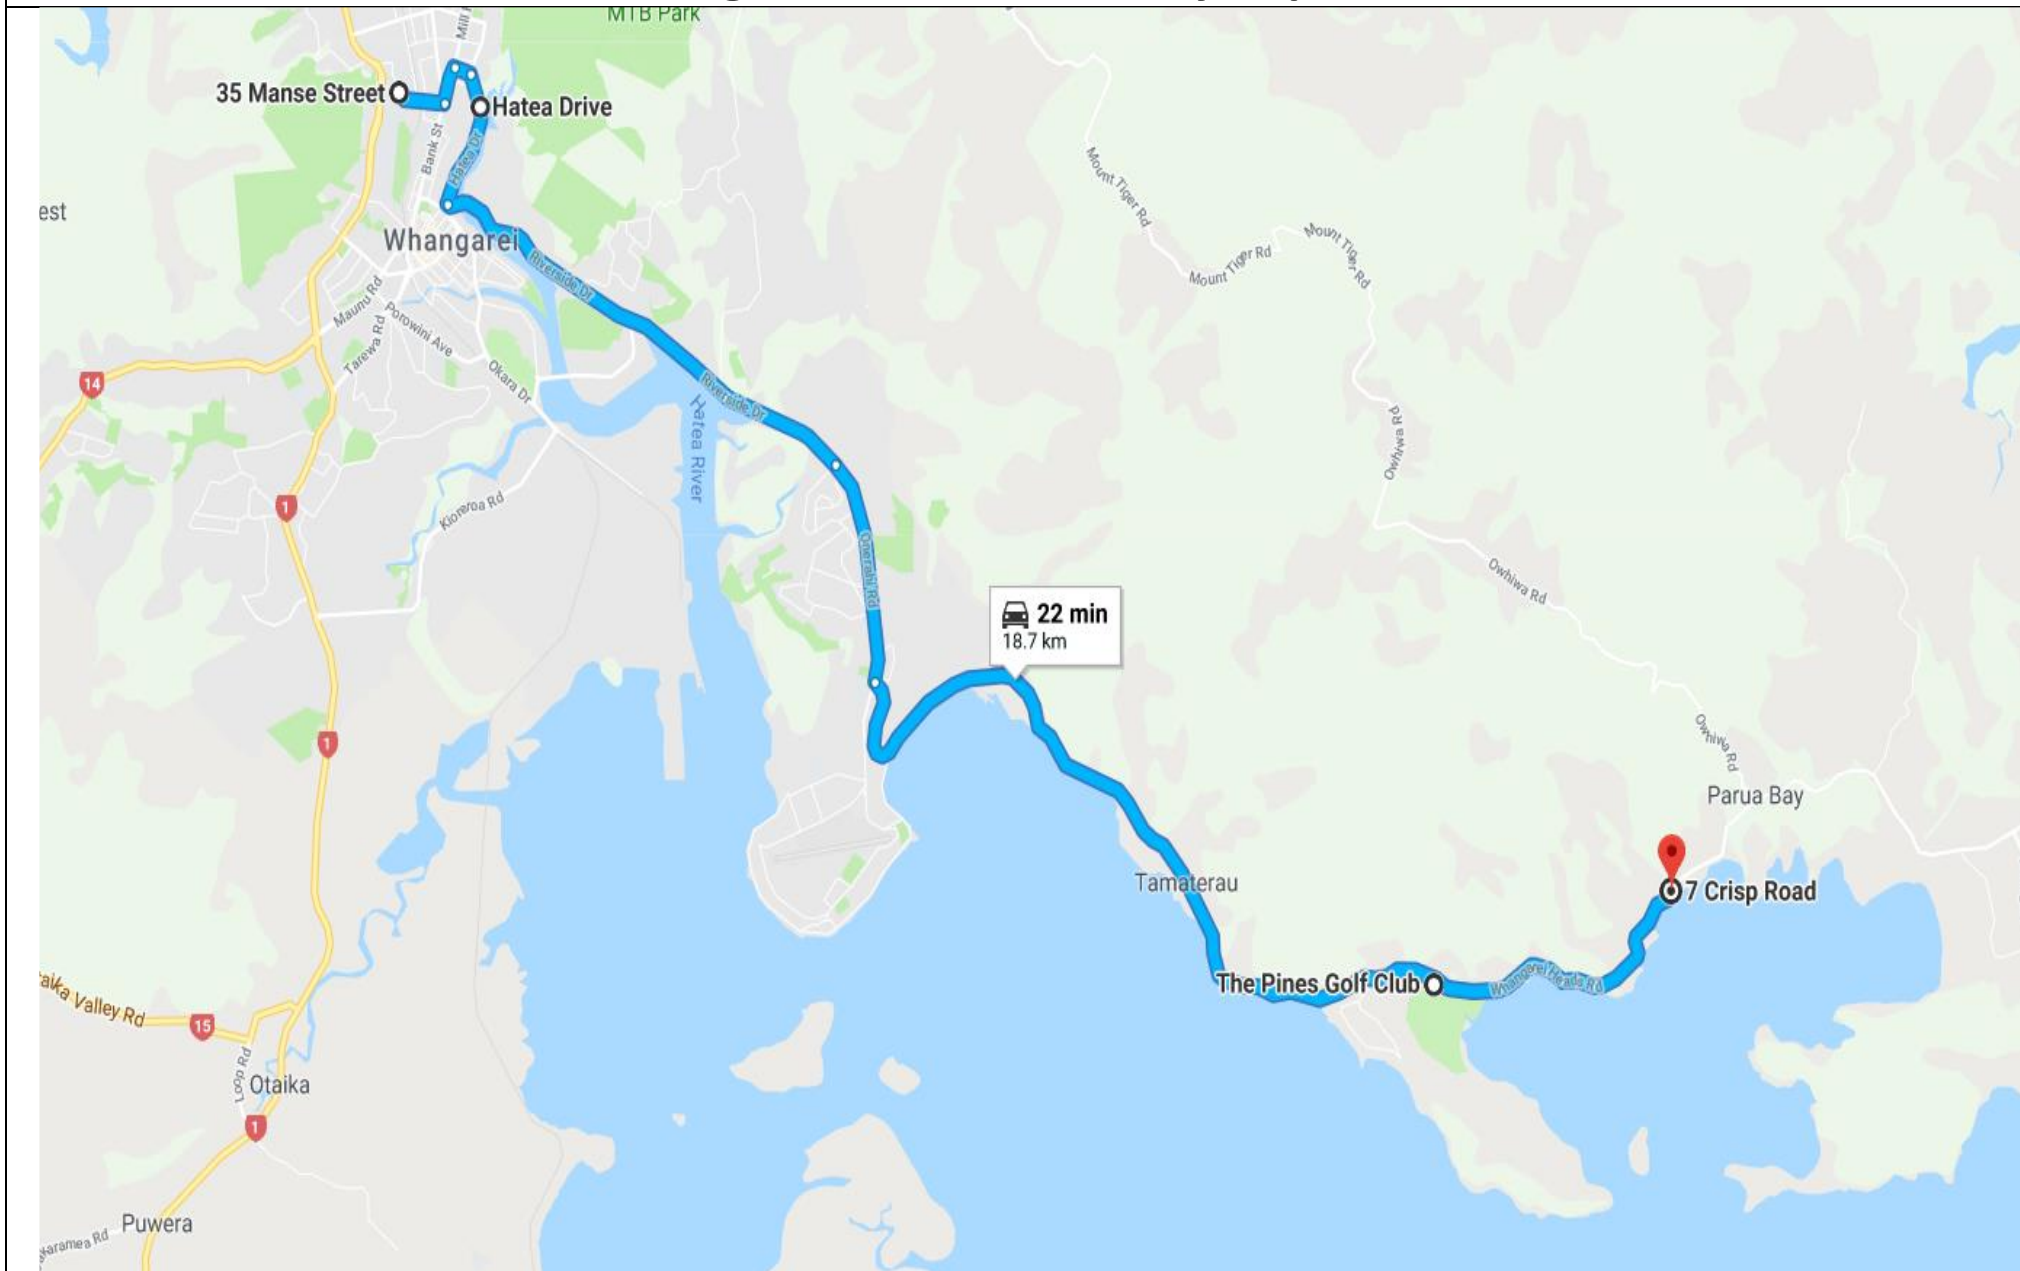 MTB Park
35 Manse Street
Hatea Drive
Bank St
Hatea Dr
est
Whangarei
Mount Tiger Rd
Mount Tiger Rd
Mount Tiger Rd
Riverside Dr
Maunu Rd
Porowini Ave
Tarewa Rd
14
Okara Dr
Riverside Dr
Hatea River
Owhiwa Rd
1
Kioreroa Rd
Onerahi Rd
Owhiwa Rd
22 min
18.7 km
Owhiwa Rd
1
Parua Bay
Tamaterau
7 Crisp Road
The Pines Golf Club
Whangarei Heads Rd
aika Valley Rd
15
Loop Rd
Otaika
1
Puwera
aramea Rd